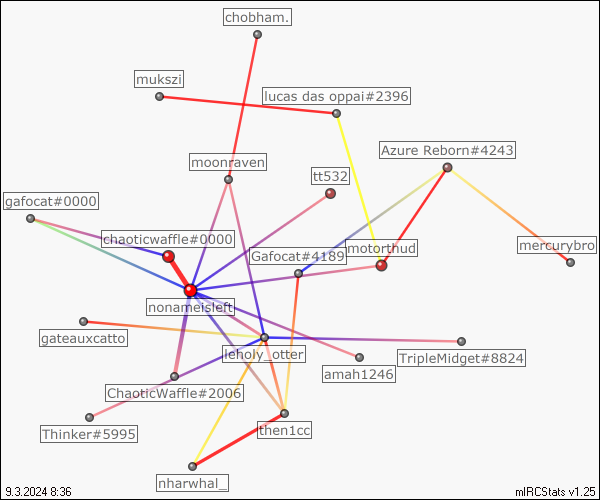 chobham.
mukszi
lucas das oppai#2396
Azure Reborn#4243
moonraven
tt532
gafocat#0000
chaoticwaffle#0000
motorthud
mercurybro
Gafocat#4189
nonameisleft
gateauxcatto
leholy_otter
TripleMidget#8824
amah1246
ChaoticWaffle#2006
Thinker#5995
then1cc
nharwhal_
9.3.2024 8:36
mIRCStats v1.25